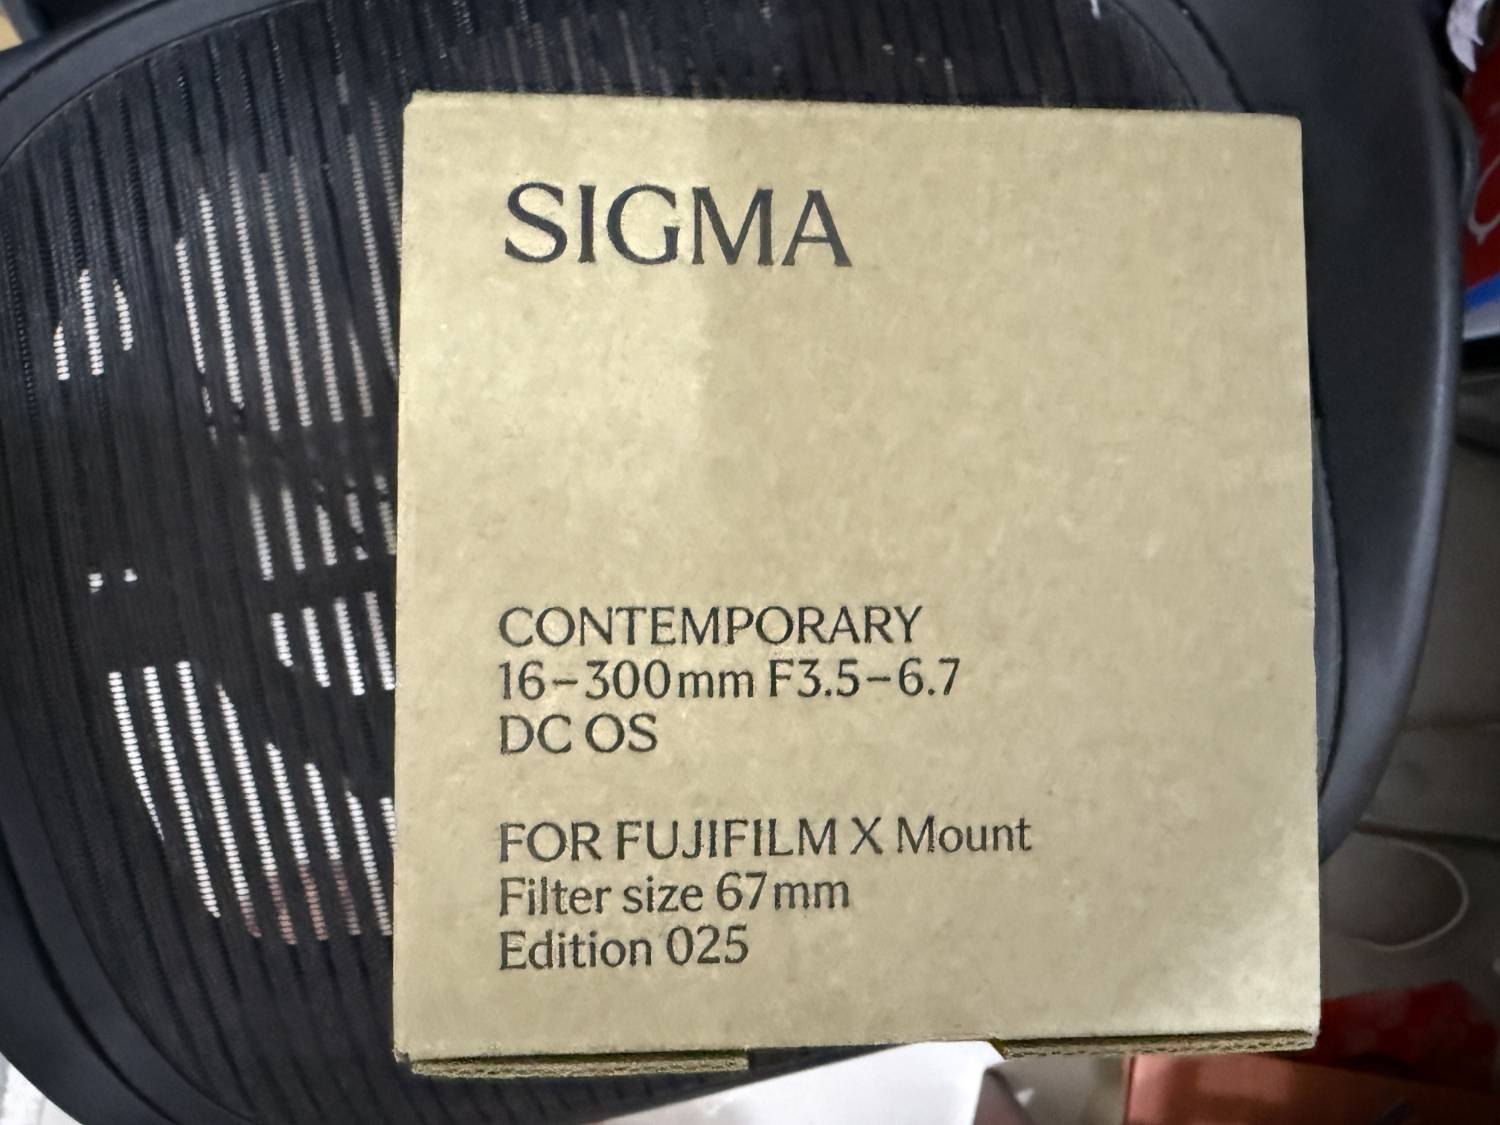 SIGMA
CONTEMPORARY
16–300mm F3.5–6.7
DC OS
FOR FUJIFILM X Mount
Filter size 67mm
Edition 025